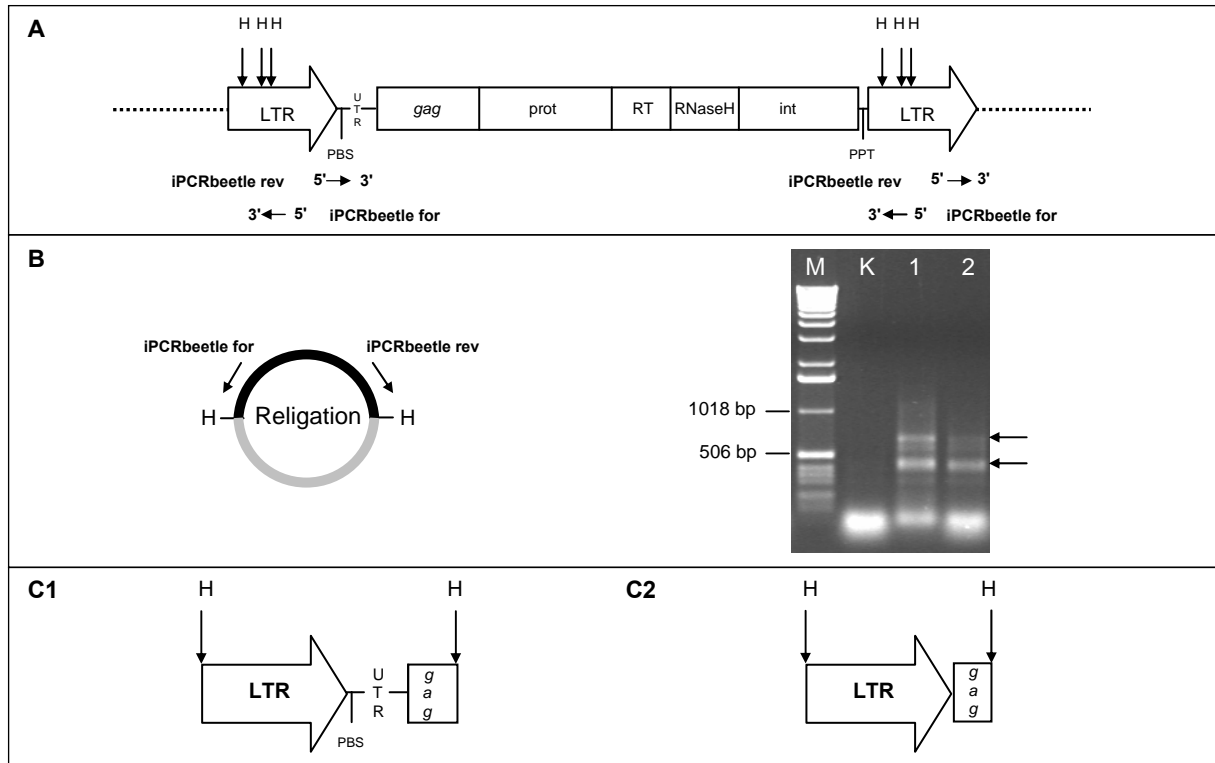 A
H H H H H H
LTR U T R gag prot RT RNaseH int LTR
PBS PPT
iPCRbeetle rev 5' 3' iPCRbeetle rev 5' 3'
3' 5' iPCRbeetle for 3' 5' iPCRbeetle for
B
M K 1 2
iPCRbeetle for iPCRbeetle rev
H Religation H
1018 bp
506 bp
C1 H H C2 H H
LTR U T R g a g LTR g a g
PBS